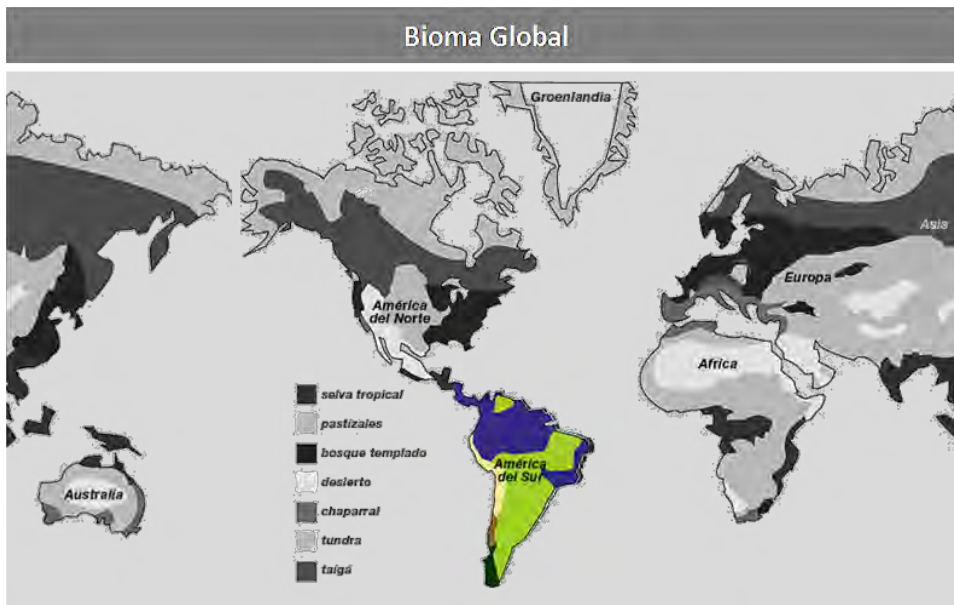 Bioma Global
Groenlandia
Asia
Europa
América
del Norte
Africa
selva tropical
pastizales
bosque templado
desierto
chaparral
tundra
taigá
América
del Sur
Australia